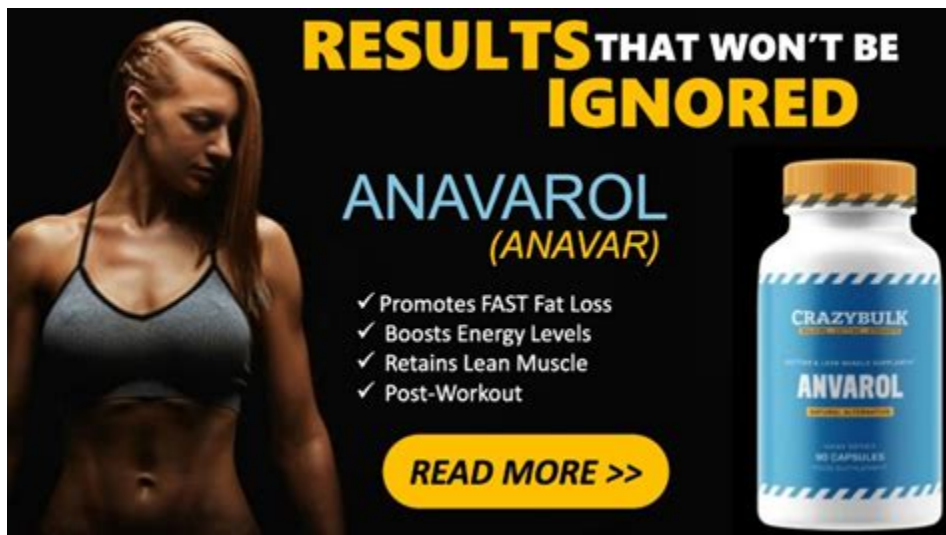 RESULTS THAT WON'T BE
IGNORED
ANAVAROL
(ANAVAR)
✓ Promotes FAST Fat Loss
✓ Boosts Energy Levels
✓ Retains Lean Muscle
✓ Post-Workout
READ MORE >>
CRAZYBULK
ANVAROL
NATURAL ALTERNATIVE
90 CAPSULES